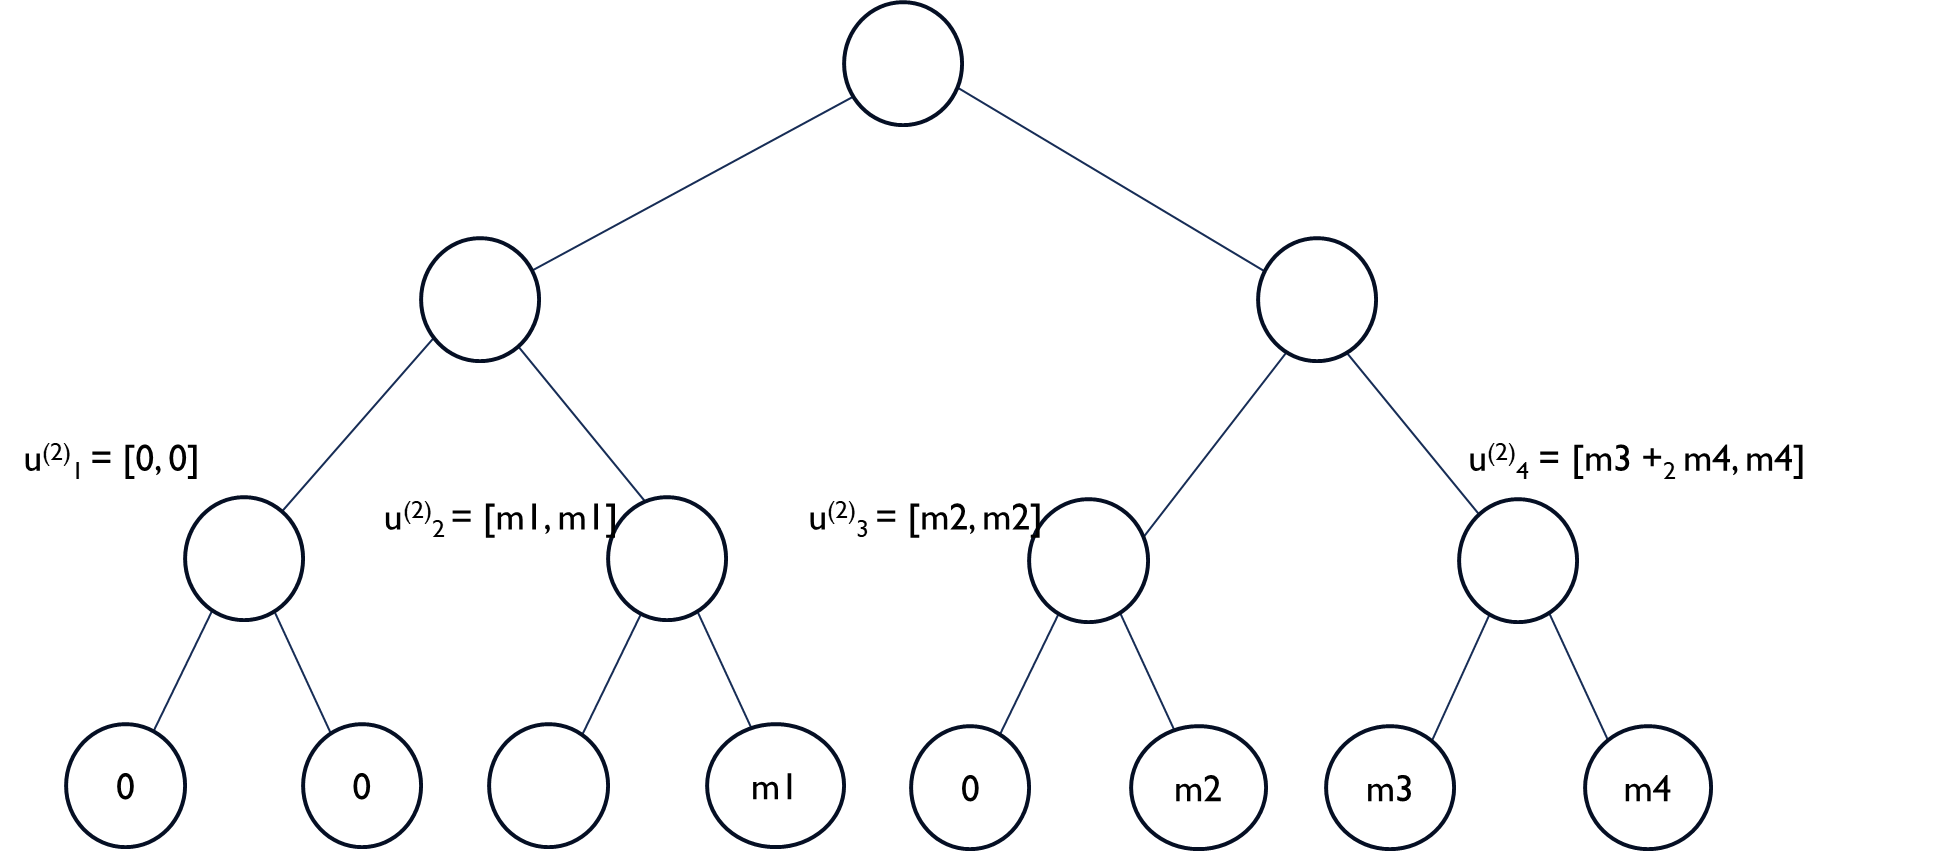 u⁽²⁾₁ = [0, 0]
u⁽²⁾₄ = [m3 +₂ m4, m4]
u⁽²⁾₂ = [m1, m1]
u⁽²⁾₃ = [m2, m2]
0
0
m1
0
m2
m3
m4